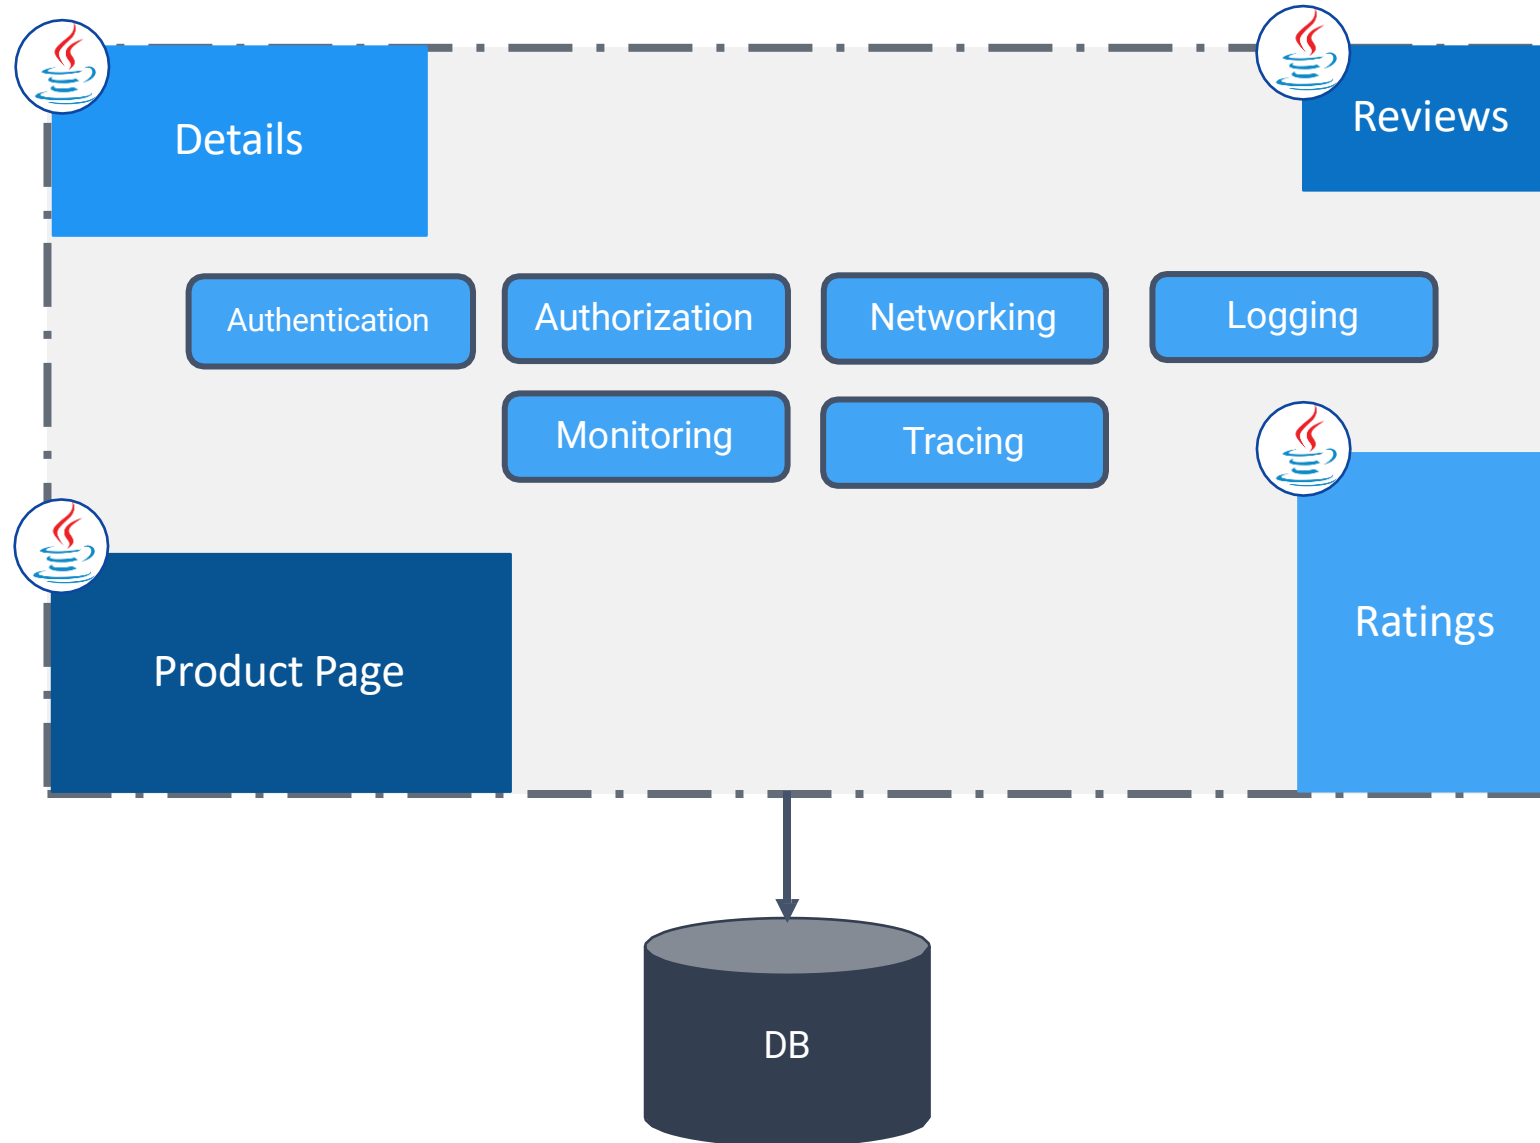 Details
Reviews
Authentication
Authorization
Networking
Logging
Monitoring
Tracing
Product Page
Ratings
DB